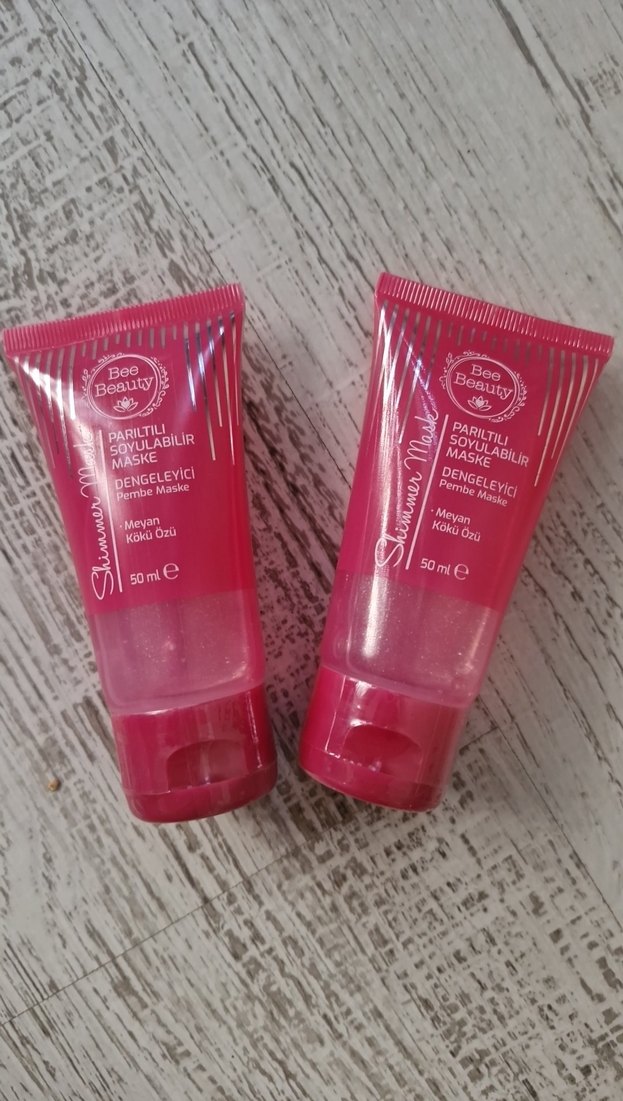 Bee
Beauty
PARILTILI
SOYULABİLİR
MASKE
DENGELEYİCİ
Pembe Maske
· Meyan
Kökü Özü
50 ml e
Shimmer Mask
Bee
Beauty
PARILTILI
SOYULABİLİR
MASKE
DENGELEYİCİ
Pembe Maske
· Meyan
Kökü Özü
50 ml e
Shimmer Mask